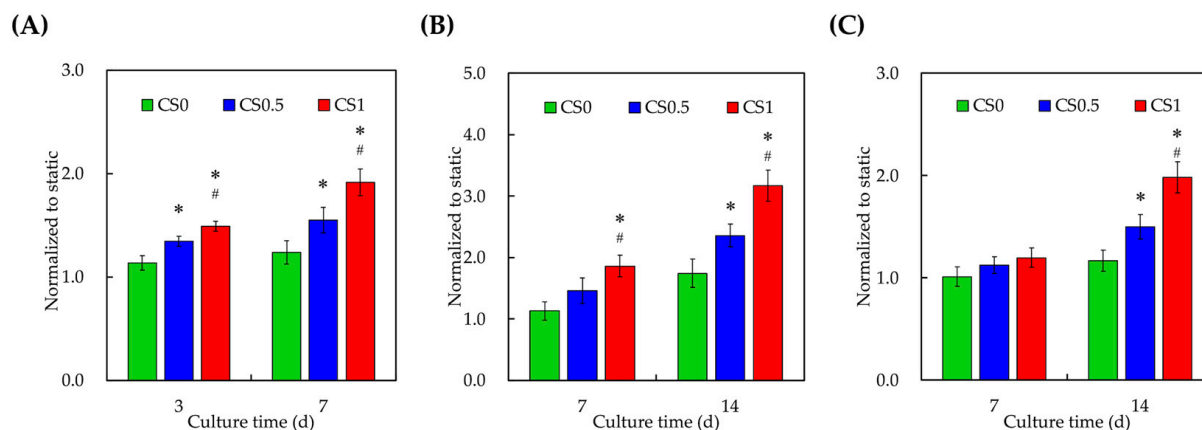 (A)
3.0
2.0
1.0
0.0
Normalized to static
CS0 CS0.5 CS1
*
*
#
*
*
#
3 7
Culture time (d)
(B)
5.0
4.0
3.0
2.0
1.0
0.0
Normalized to static
CS0 CS0.5 CS1
*
#
*
*
#
7 14
Culture time (d)
(C)
3.0
2.0
1.0
0.0
Normalized to static
CS0 CS0.5 CS1
*
*
#
7 14
Culture time (d)